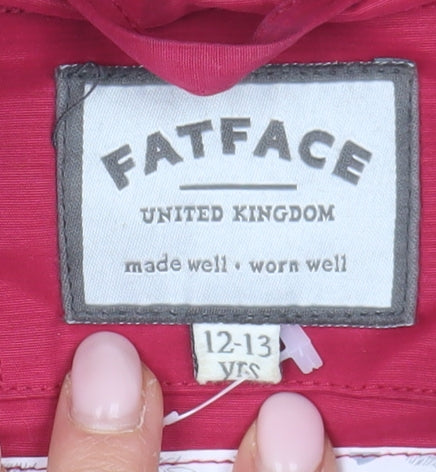 FATFACE
UNITED KINGDOM
made well • worn well
12-13
yrs